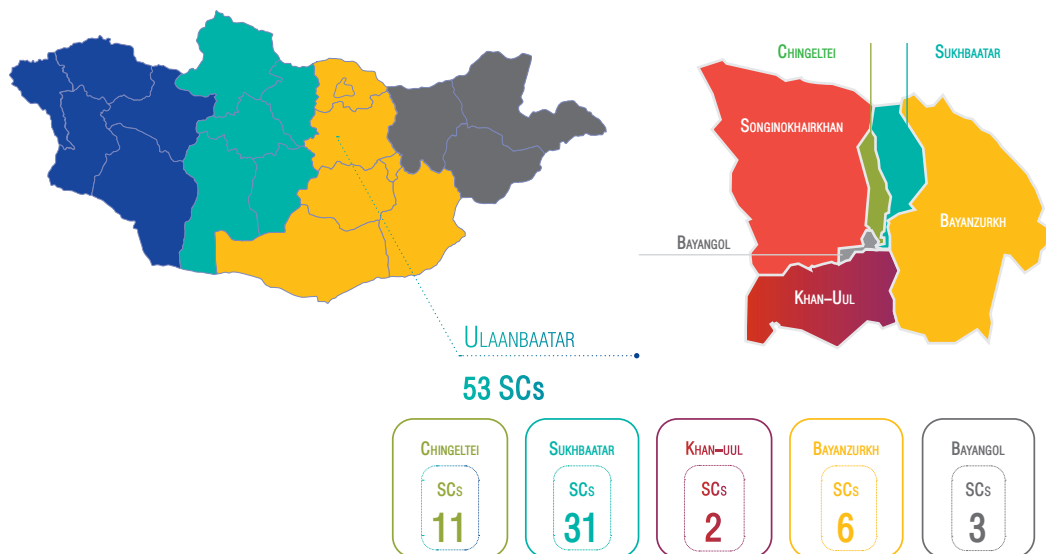 CHINGELTEI
SUKHBAATAR
SONGINOKHAIRKHAN
BAYANZURKH
BAYANGOL
KHAN–UUL
ULAANBAATAR
53 SCs
CHINGELTEI
SCs
11
SUKHBAATAR
SCs
31
KHAN–UUL
SCs
2
BAYANZURKH
SCs
6
BAYANGOL
SCs
3